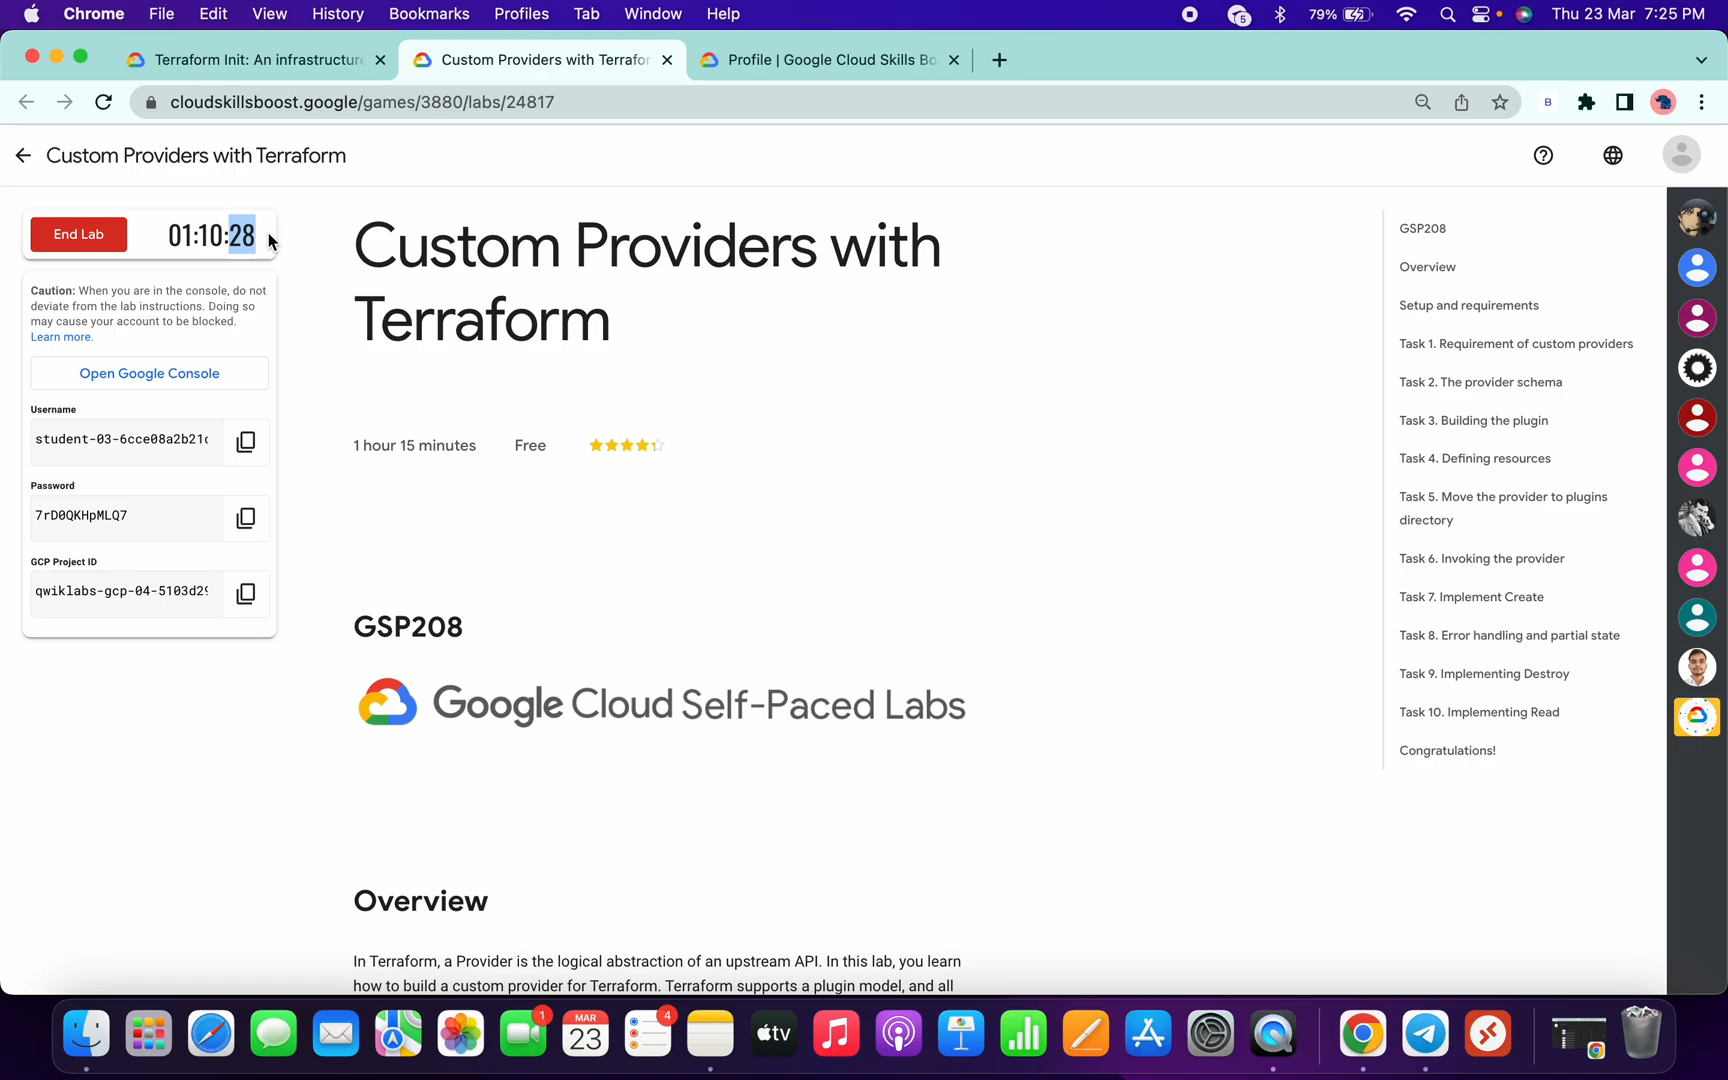 Chrome File Edit View History Bookmarks Profiles Tab Window Help 5 79% Thu 23 Mar 7:25 PM
Terraform Init: An infrastructure Custom Providers with Terrafor Profile | Google Cloud Skills Bo
cloudskillsboost.google/games/3880/labs/24817 B
Custom Providers with Terraform
End Lab 01:10:28
Caution: When you are in the console, do not
deviate from the lab instructions. Doing so
may cause your account to be blocked.
Learn more.
Open Google Console
Username
student-03-6cce08a2b21
Password
7rD0QKHpMLQ7
GCP Project ID
qwiklabs-gcp-04-5103d2
Custom Providers with
Terraform
1 hour 15 minutes Free
GSP208
Google Cloud Self-Paced Labs
Overview
In Terraform, a Provider is the logical abstraction of an upstream API. In this lab, you learn
how to build a custom provider for Terraform. Terraform supports a plugin model, and all
GSP208
Overview
Setup and requirements
Task 1. Requirement of custom providers
Task 2. The provider schema
Task 3. Building the plugin
Task 4. Defining resources
Task 5. Move the provider to plugins
directory
Task 6. Invoking the provider
Task 7. Implement Create
Task 8. Error handling and partial state
Task 9. Implementing Destroy
Task 10. Implementing Read
Congratulations!
1 MAR 4
23 tv